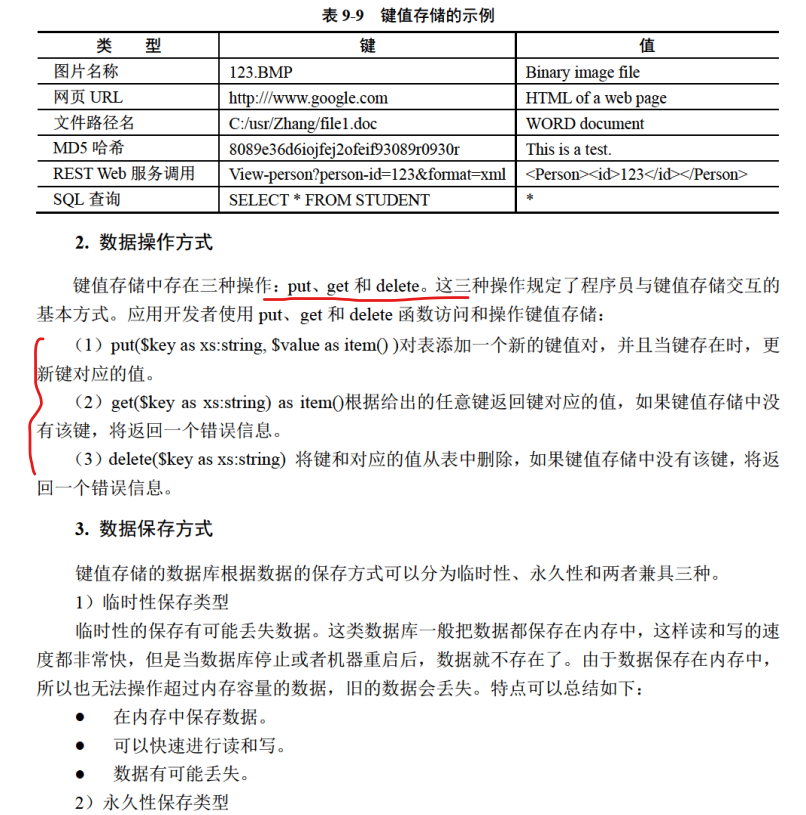 表 9-9 键值存储的示例
类 型 键 值
图片名称 123.BMP Binary image file
网页 URL http:///www.google.com HTML of a web page
文件路径名 C:/usr/Zhang/file1.doc WORD document
MD5 哈希 8089e36d6iojfej2ofeif93089r0930r This is a test.
REST Web 服务调用 View-person?person-id=123&format=xml <Person><id>123</id></Person>
SQL 查询 SELECT * FROM STUDENT *
2. 数据操作方式
键值存储中存在三种操作：put、get 和 delete。这三种操作规定了程序员与键值存储交互的
基本方式。应用开发者使用 put、get 和 delete 函数访问和操作键值存储：
（1）put($key as xs:string, $value as item() )对表添加一个新的键值对，并且当键存在时，更
新键对应的值。
（2）get($key as xs:string) as item()根据给出的任意键返回键对应的值，如果键值存储中没
有该键，将返回一个错误信息。
（3）delete($key as xs:string) 将键和对应的值从表中删除，如果键值存储中没有该键，将返
回一个错误信息。
3. 数据保存方式
键值存储的数据库根据数据的保存方式可以分为临时性、永久性和两者兼具三种。
1）临时性保存类型
临时性的保存有可能丢失数据。这类数据库一般把数据都保存在内存中，这样读和写的速
度都非常快，但是当数据库停止或者机器重启后，数据就不存在了。由于数据保存在内存中，
所以也无法操作超过内存容量的数据，旧的数据会丢失。特点可以总结如下：
● 在内存中保存数据。
● 可以快速进行读和写。
● 数据有可能丢失。
2）永久性保存类型